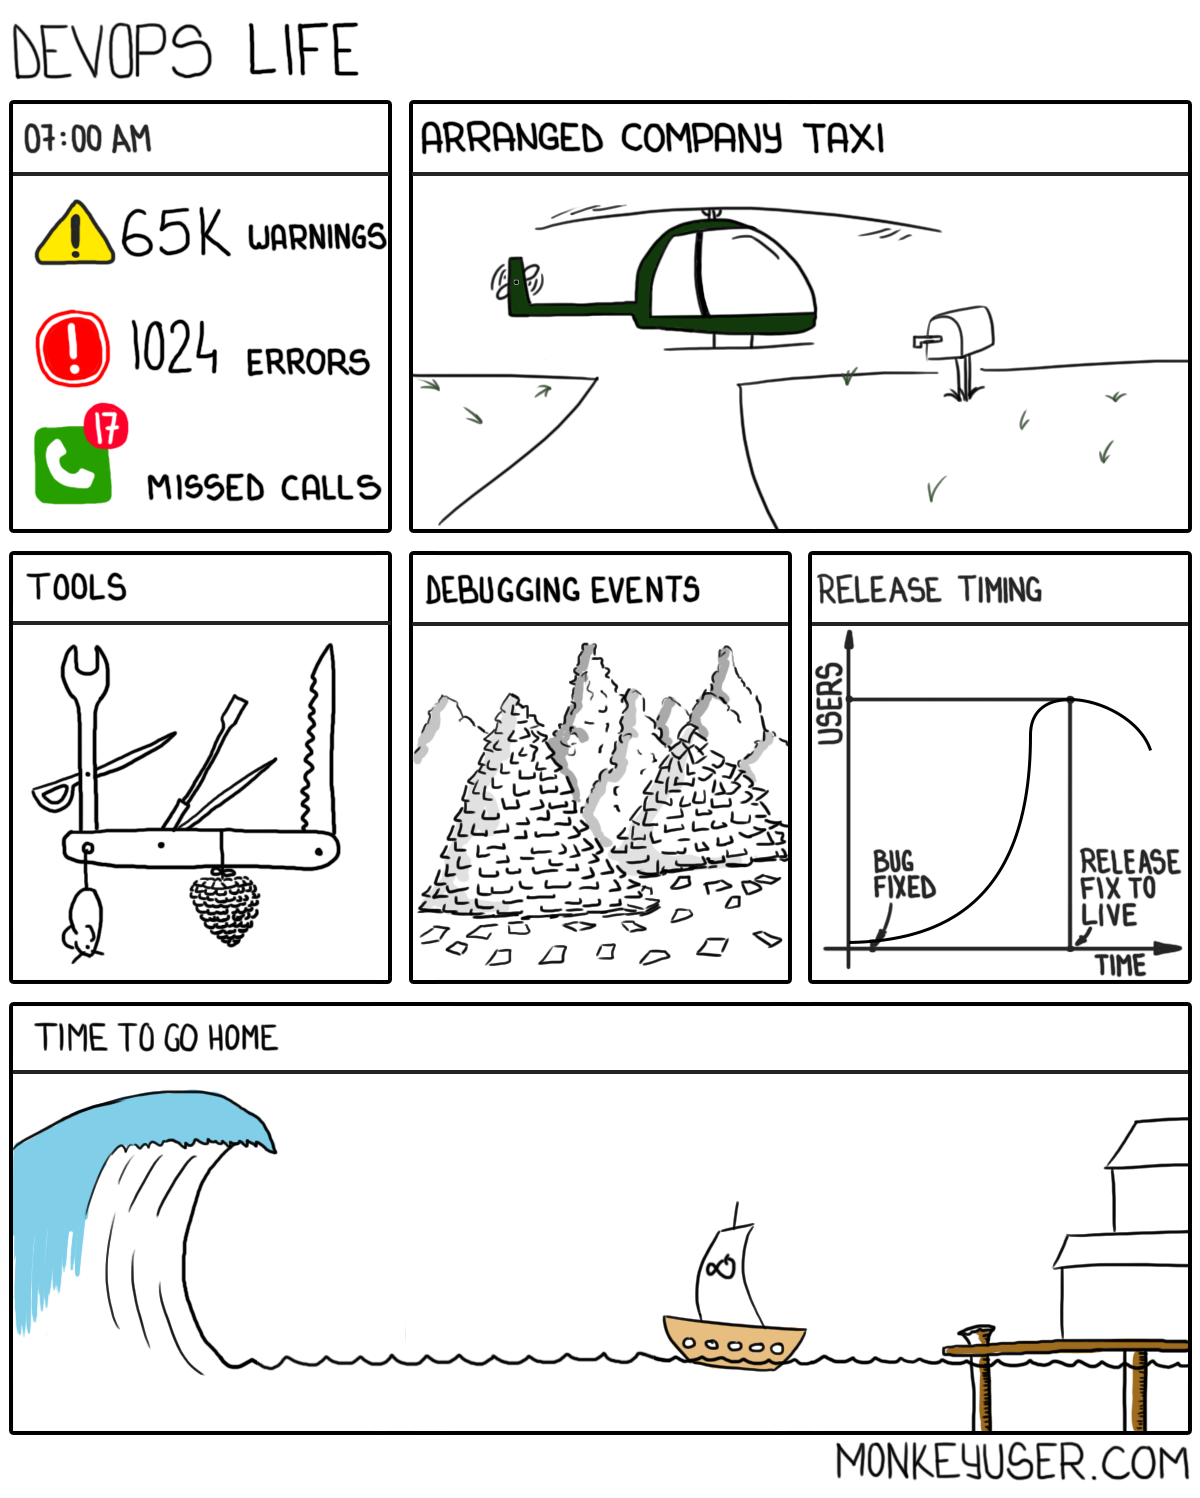 DEVOPS LIFE
07:00 AM
65K WARNINGS
1024 ERRORS
17
MISSED CALLS
ARRANGED COMPANY TAXI
TOOLS
DEBUGGING EVENTS
RELEASE TIMING
USERS
BUG
FIXED
RELEASE
FIX TO
LIVE
TIME
TIME TO GO HOME
MONKEYUSER.COM